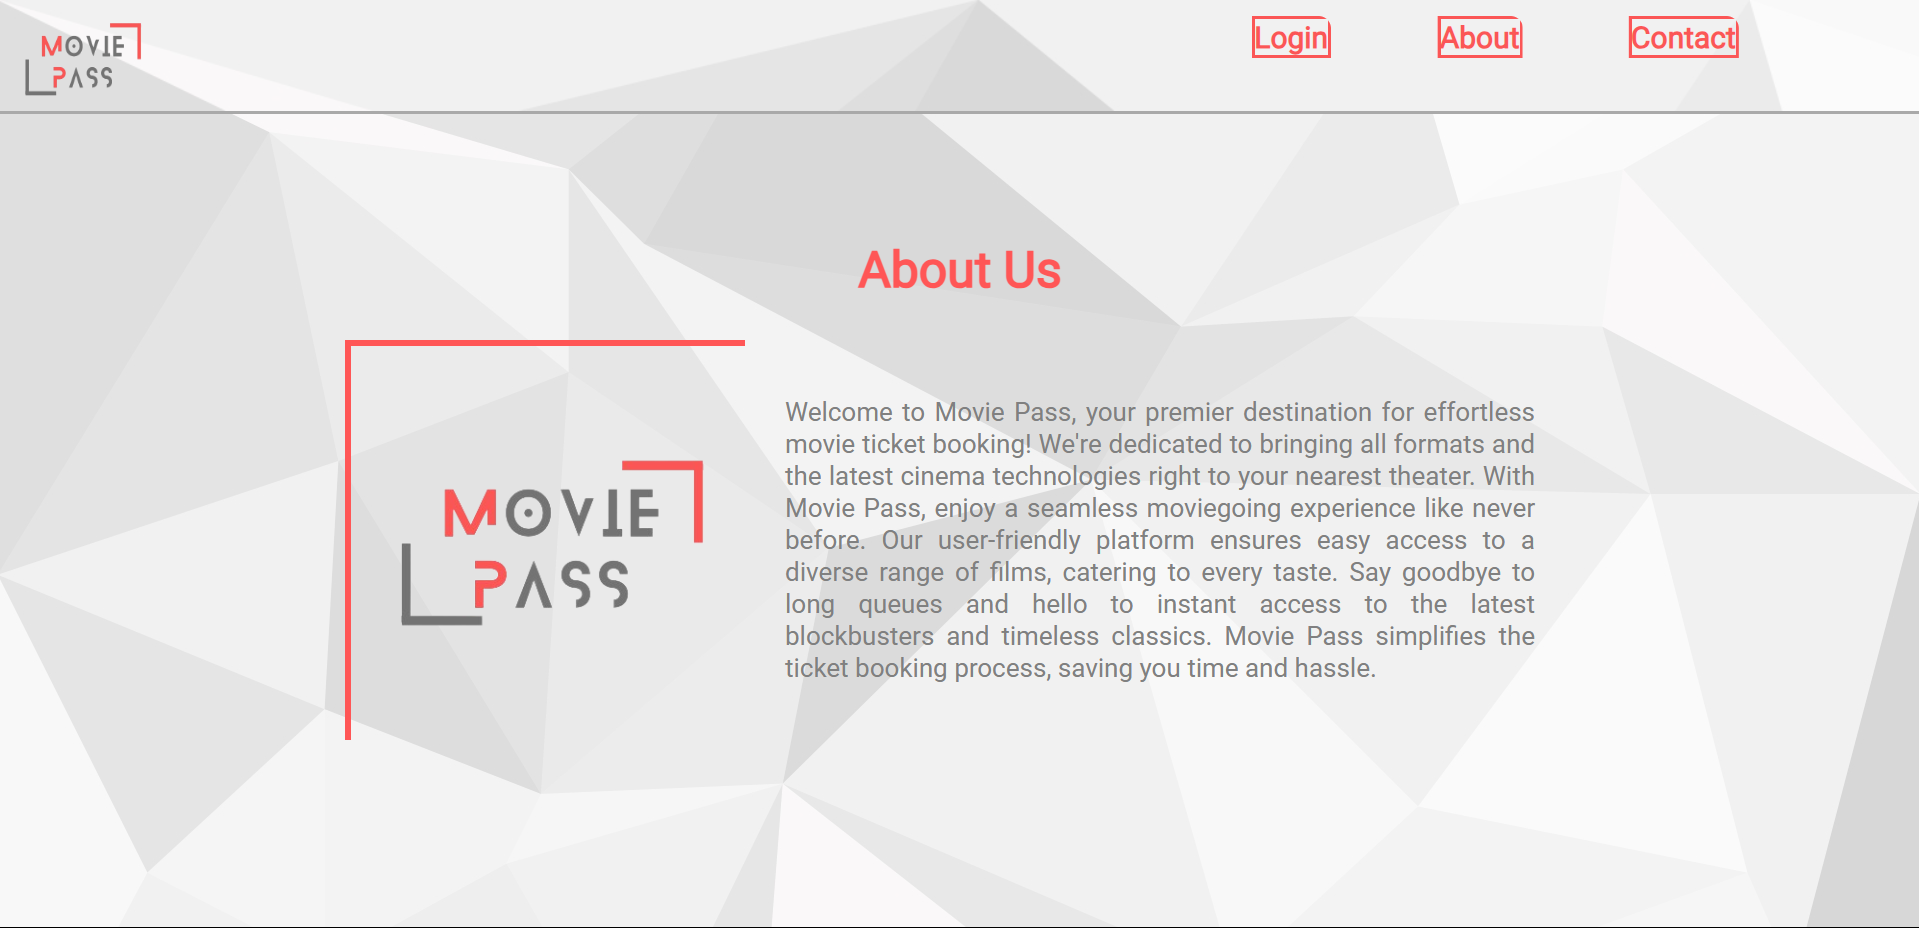 MOVIE
PASS
Login
About
Contact
About Us
MOVIE
PASS
Welcome to Movie Pass, your premier destination for effortless
movie ticket booking! We're dedicated to bringing all formats and
the latest cinema technologies right to your nearest theater. With
Movie Pass, enjoy a seamless moviegoing experience like never
before. Our user-friendly platform ensures easy access to a
diverse range of films, catering to every taste. Say goodbye to
long queues and hello to instant access to the latest
blockbusters and timeless classics. Movie Pass simplifies the
ticket booking process, saving you time and hassle.